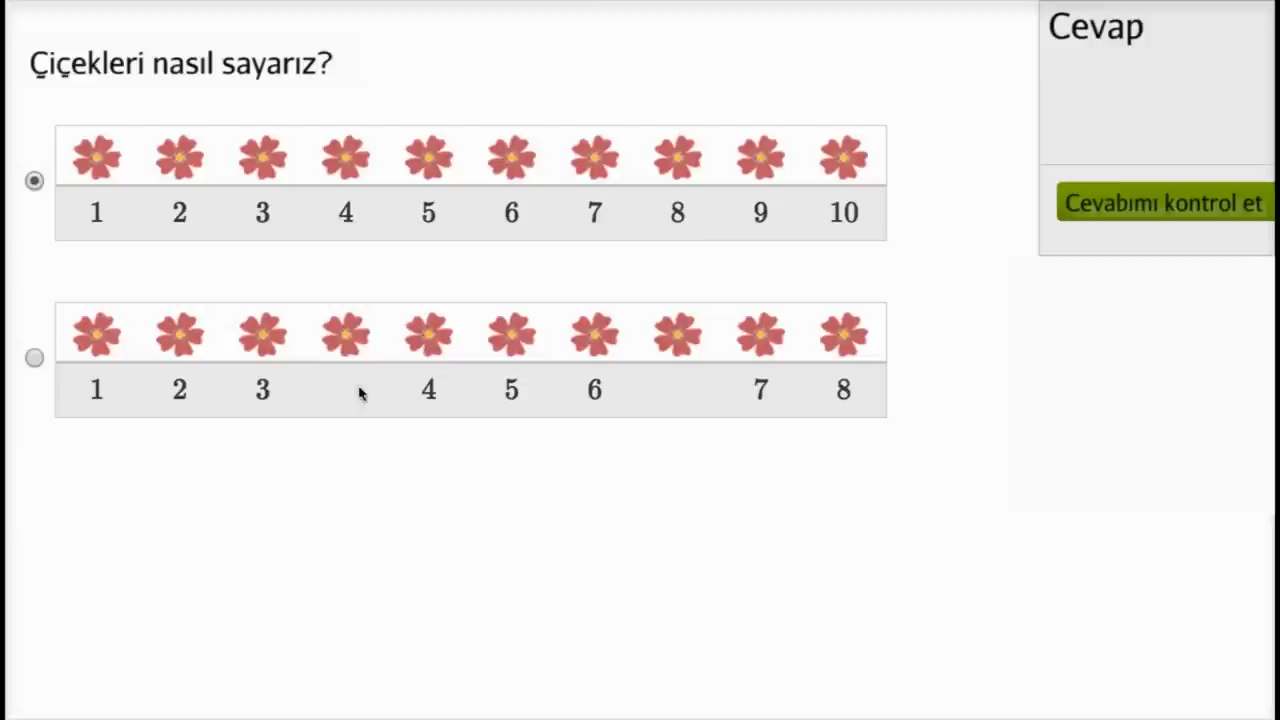 Cevap
Çiçekleri nasıl sayarız?
1 2 3 4 5 6 7 8 9 10
Cevabımı kontrol et
1 2 3 4 5 6 7 8